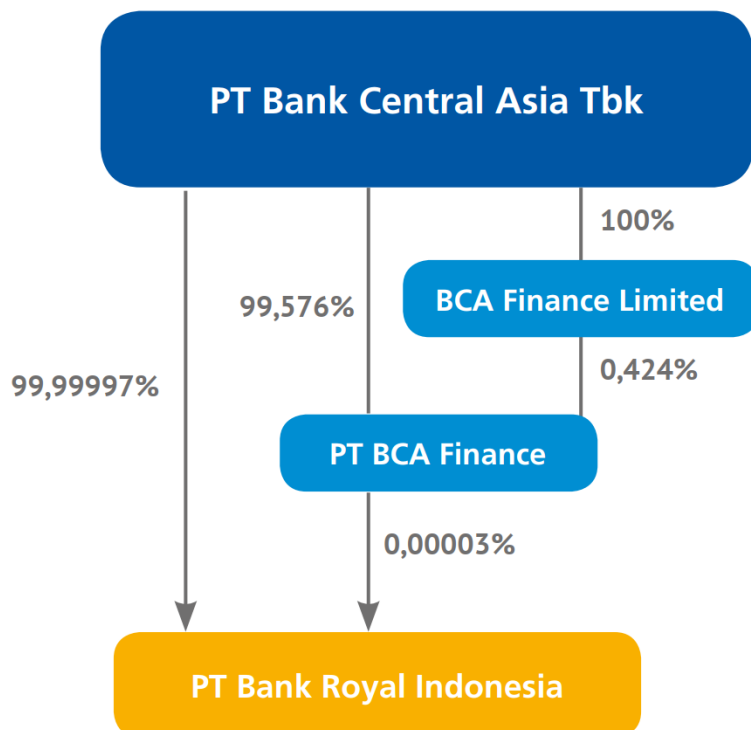 PT Bank Central Asia Tbk
100%
BCA Finance Limited
99,576%
0,424%
99,99997%
PT BCA Finance
0,00003%
PT Bank Royal Indonesia